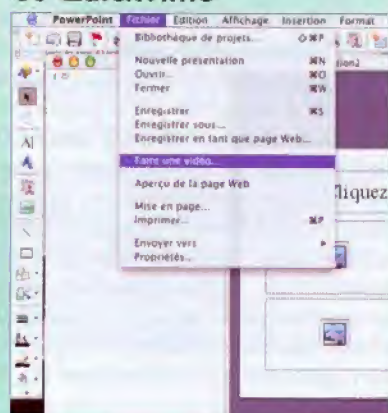 PowerPoint Fichier Edition Affichage Insertion Format
Bibliothèque de projets... ⇧⌘P
Nouvelle présentation ⌘N
Ouvrir... ⌘O
Fermer ⌘W
Enregistrer ⌘S
Enregistrer sous...
Enregistrer en tant que page Web...
Faire une vidéo...
Aperçu de la page Web
Mise en page...
Imprimer... ⌘P
Envoyer vers
Propriétés...
Cliquez